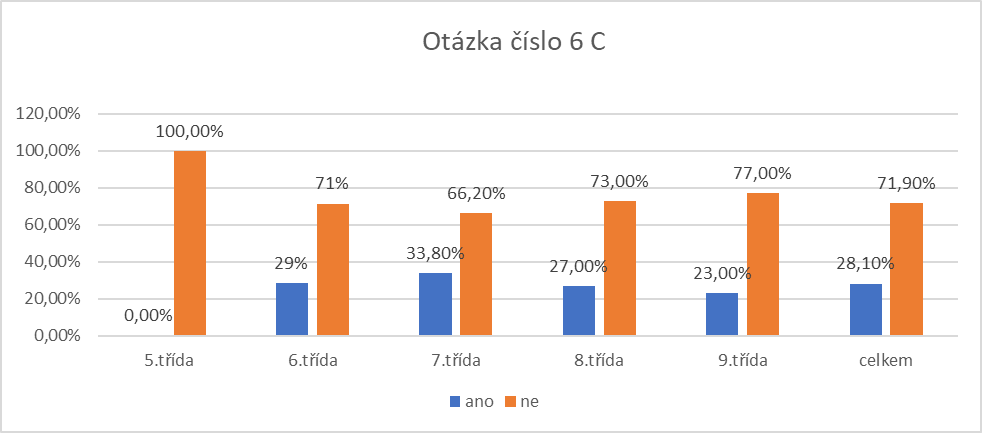 Otázka číslo 6 C
120,00%
100,00%
80,00%
60,00%
40,00%
20,00%
0,00%
0,00%
100,00%
29%
71%
33,80%
66,20%
27,00%
73,00%
23,00%
77,00%
28,10%
71,90%
5.třída
6.třída
7.třída
8.třída
9.třída
celkem
ano
ne